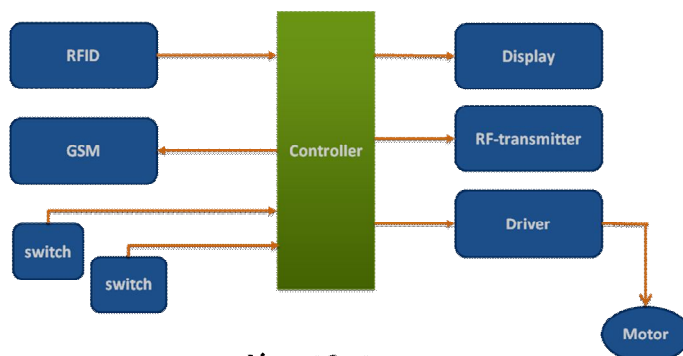 RFID
Display
GSM
Controller
RF-transmitter
Driver
switch
switch
Motor